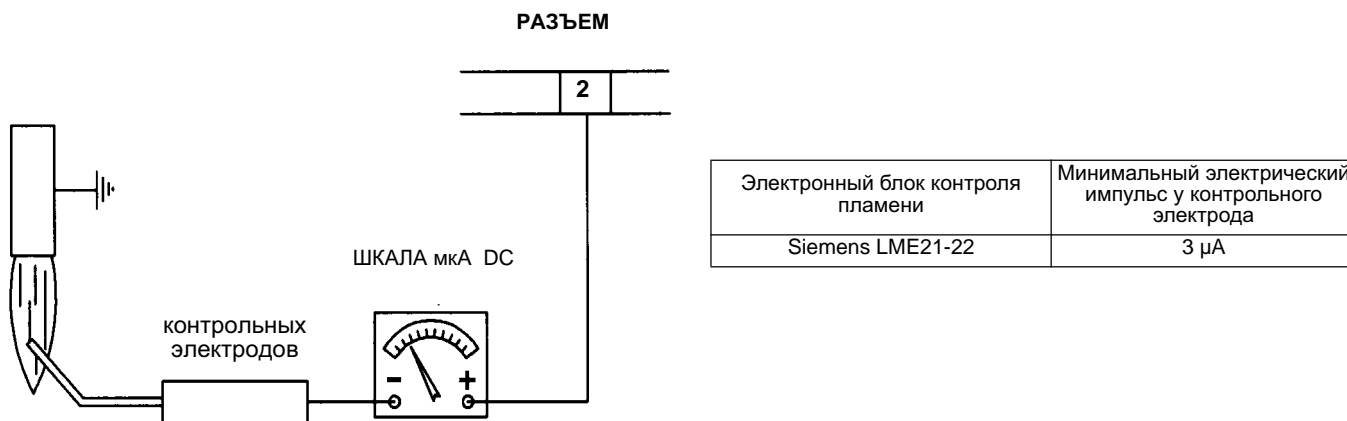 РАЗЪЕМ
2
ШКАЛА мкА DC
контрольных
электродов
- +
Электронный блок контроля
пламени
Минимальный электрический
импульс у контрольного
электрода
Siemens LME21-22
3 µA